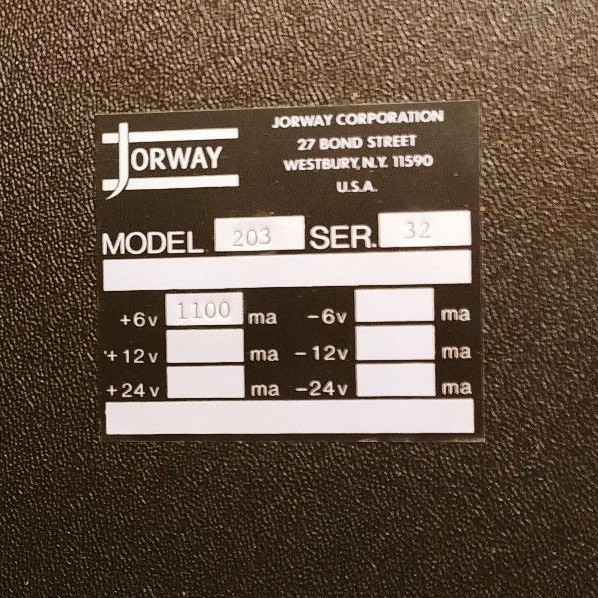 JORWAY
JORWAY CORPORATION
27 BOND STREET
WESTBURY, N.Y. 11590
U.S.A.
MODEL 203 SER. 32
+6v 1100 ma -6v ma
+12v ma -12v ma
+24v ma -24v ma